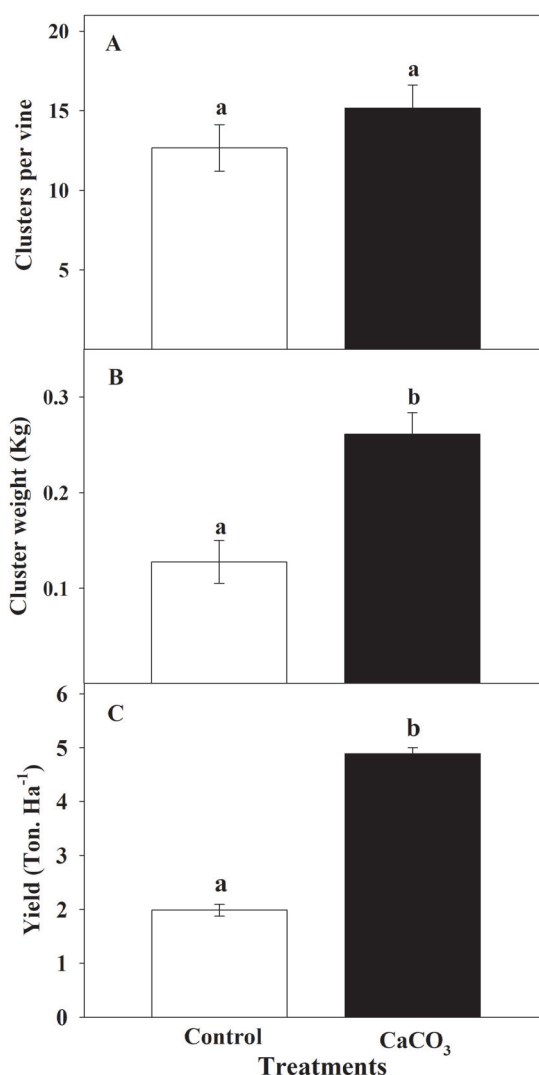 A
Clusters per vine
20
15
10
5
a
a
B
Cluster weight (Kg)
0.3
0.2
0.1
a
b
C
Yield (Ton. Ha⁻¹)
6
5
4
3
2
1
0
a
b
Control
CaCO₃
Treatments